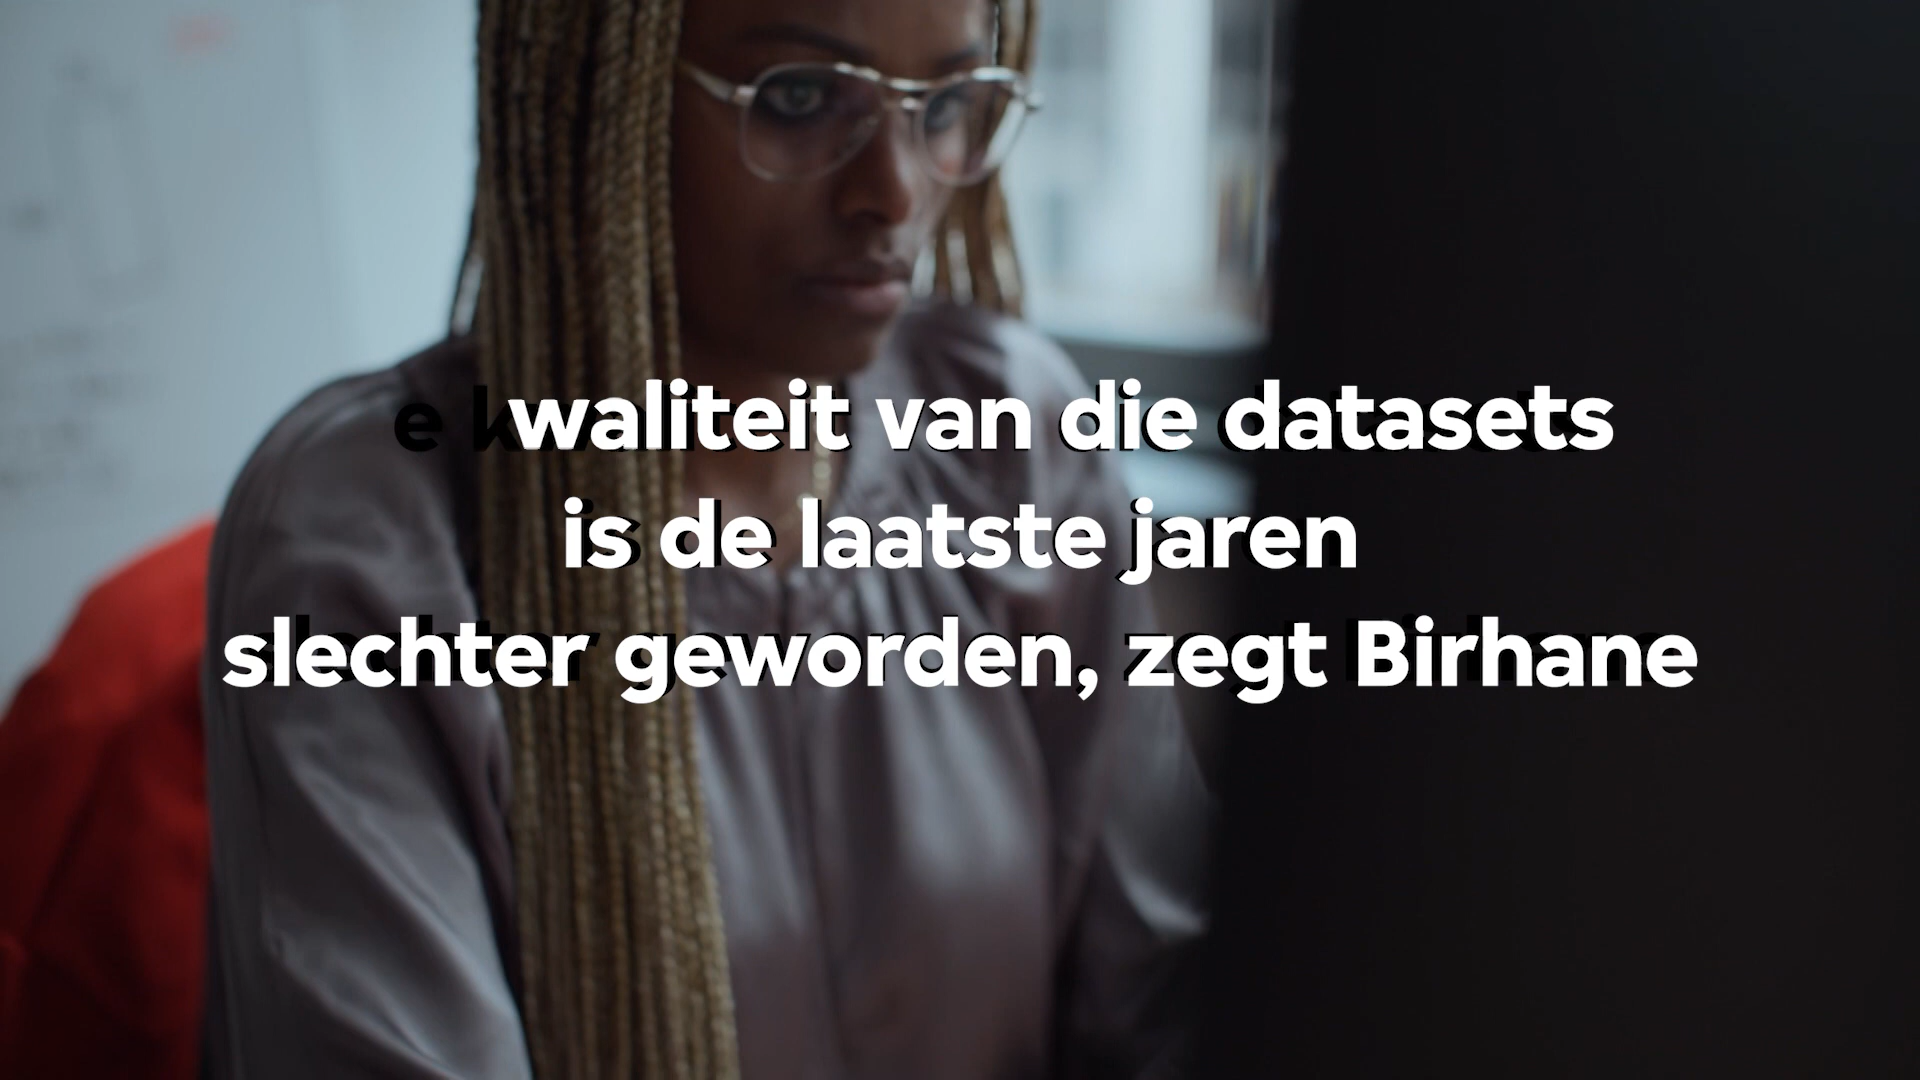 waliteit van die datasets
is de laatste jaren
slechter geworden, zegt Birhane